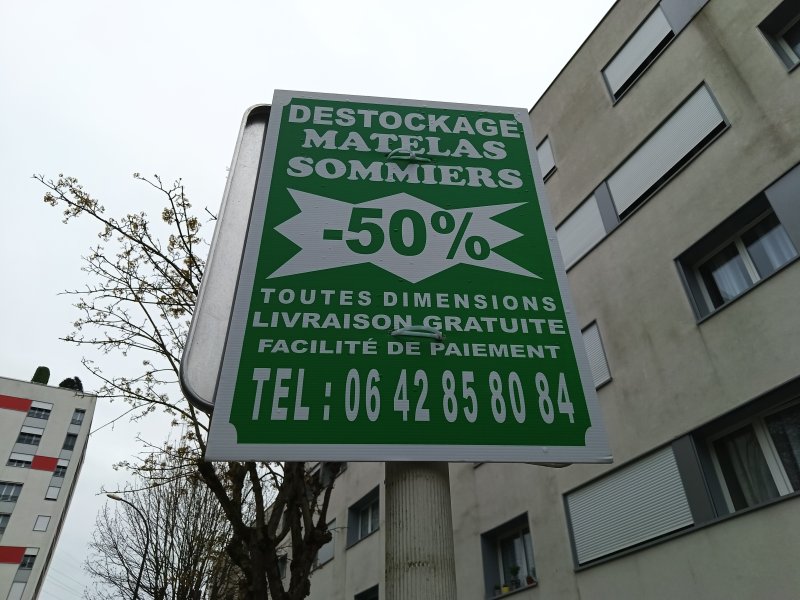 DESTOCKAGE
MATELAS
SOMMIERS
-50%
TOUTES DIMENSIONS
LIVRAISON GRATUITE
FACILITÉ DE PAIEMENT
TEL : 06 42 85 80 84